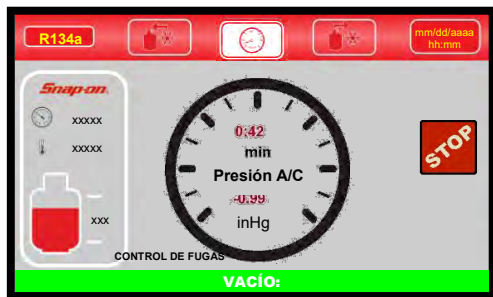 R134a
mm/dd/aaaa
hh:mm
Snap-on
xxxxx
xxxxx
xxx
0:42
min
Presión A/C
-0.99
inHg
STOP
CONTROL DE FUGAS
VACÍO: